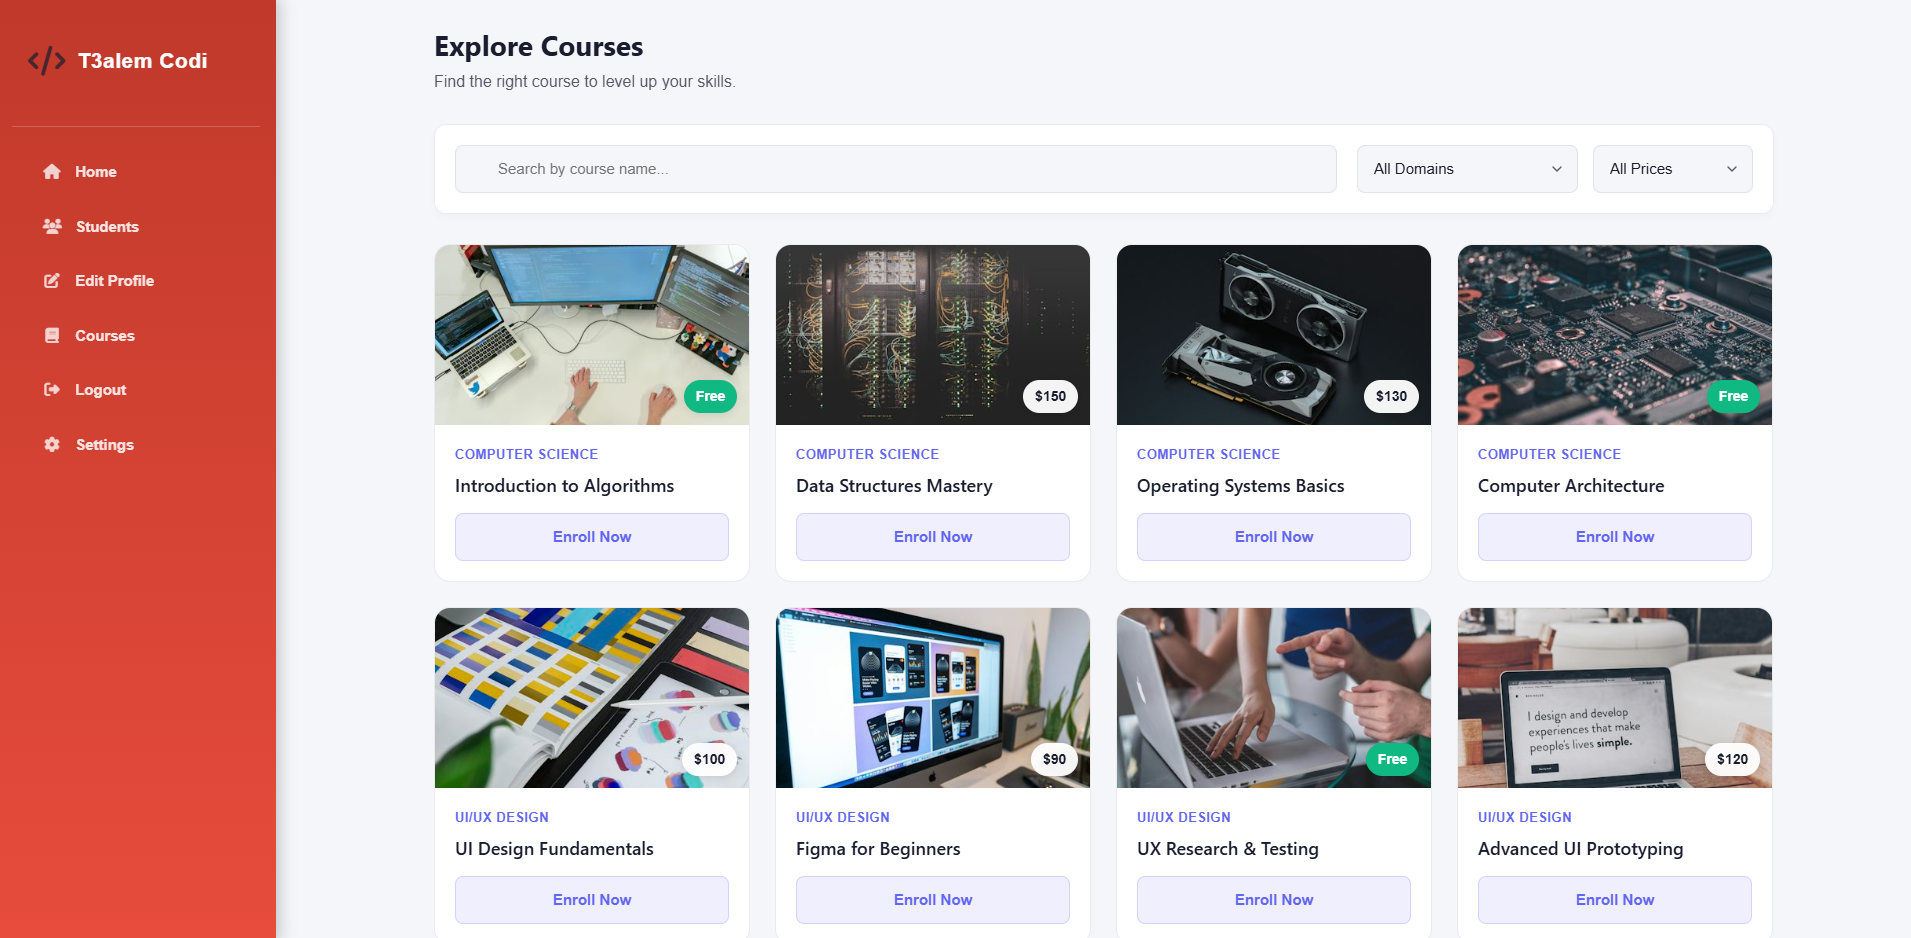 T3alem Codi
Home
Students
Edit Profile
Courses
Logout
Settings
Explore Courses
Find the right course to level up your skills.
Search by course name...
All Domains
All Prices
Free
$150
$130
Free
COMPUTER SCIENCE
COMPUTER SCIENCE
COMPUTER SCIENCE
COMPUTER SCIENCE
Introduction to Algorithms
Data Structures Mastery
Operating Systems Basics
Computer Architecture
Enroll Now
Enroll Now
Enroll Now
Enroll Now
I design and develop
experiences that make
people's lives simple.
$100
$90
Free
$120
UI/UX DESIGN
UI/UX DESIGN
UI/UX DESIGN
UI/UX DESIGN
UI Design Fundamentals
Figma for Beginners
UX Research & Testing
Advanced UI Prototyping
Enroll Now
Enroll Now
Enroll Now
Enroll Now